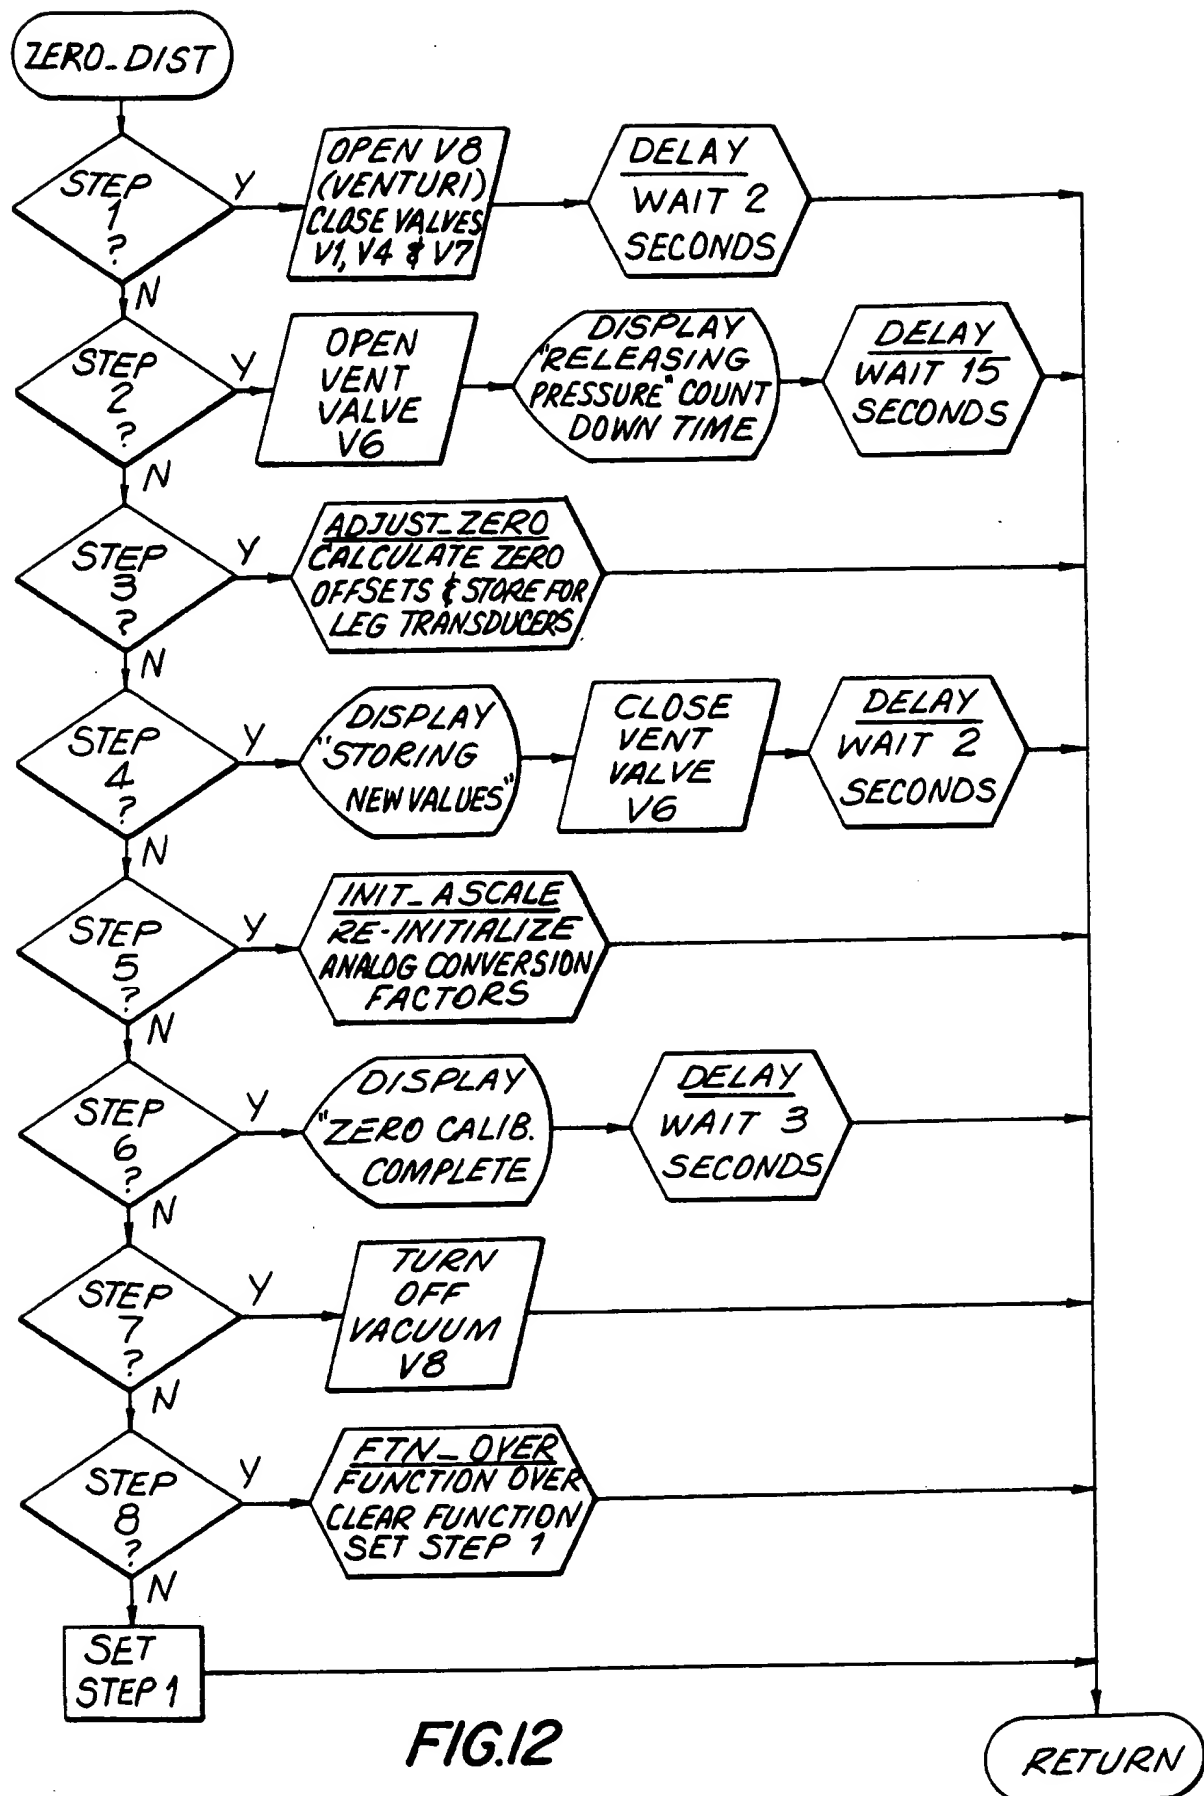 ZERO_DIST
STEP
1
?
Y
N
OPEN V8
(VENTURI)
CLOSE VALVES
V1, V4 & V7
DELAY
WAIT 2
SECONDS
STEP
2
?
Y
N
OPEN
VENT
VALVE
V6
DISPLAY
"RELEASING
PRESSURE" COUNT
DOWN TIME
DELAY
WAIT 15
SECONDS
STEP
3
?
Y
N
ADJUST_ZERO
CALCULATE ZERO
OFFSETS & STORE FOR
LEG TRANSDUCERS
STEP
4
?
Y
N
DISPLAY
"STORING
NEW VALUES"
CLOSE
VENT
VALVE
V6
DELAY
WAIT 2
SECONDS
STEP
5
?
Y
N
INIT_ASCALE
RE-INITIALIZE
ANALOG CONVERSION
FACTORS
STEP
6
?
Y
N
DISPLAY
"ZERO CALIB.
COMPLETE
DELAY
WAIT 3
SECONDS
STEP
7
?
Y
N
TURN
OFF
VACUUM
V8
STEP
8
?
Y
N
FTN_OVER
FUNCTION OVER
CLEAR FUNCTION
SET STEP 1
SET
STEP 1
RETURN
FIG.12